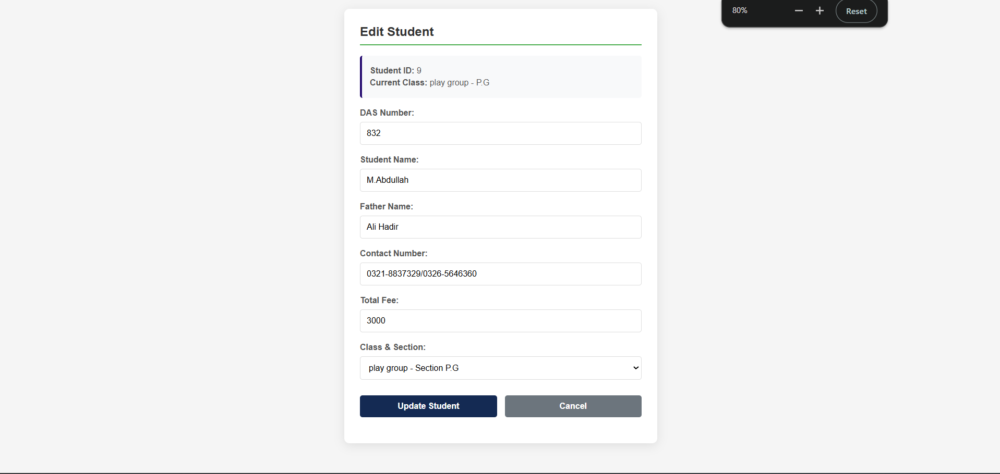 80%
Reset
Edit Student
Student ID: 9
Current Class: play group - P.G
DAS Number:
832
Student Name:
M.Abdullah
Father Name:
Ali Hadir
Contact Number:
0321-8837329/0326-5646360
Total Fee:
3000
Class & Section:
play group - Section P.G
Update Student
Cancel